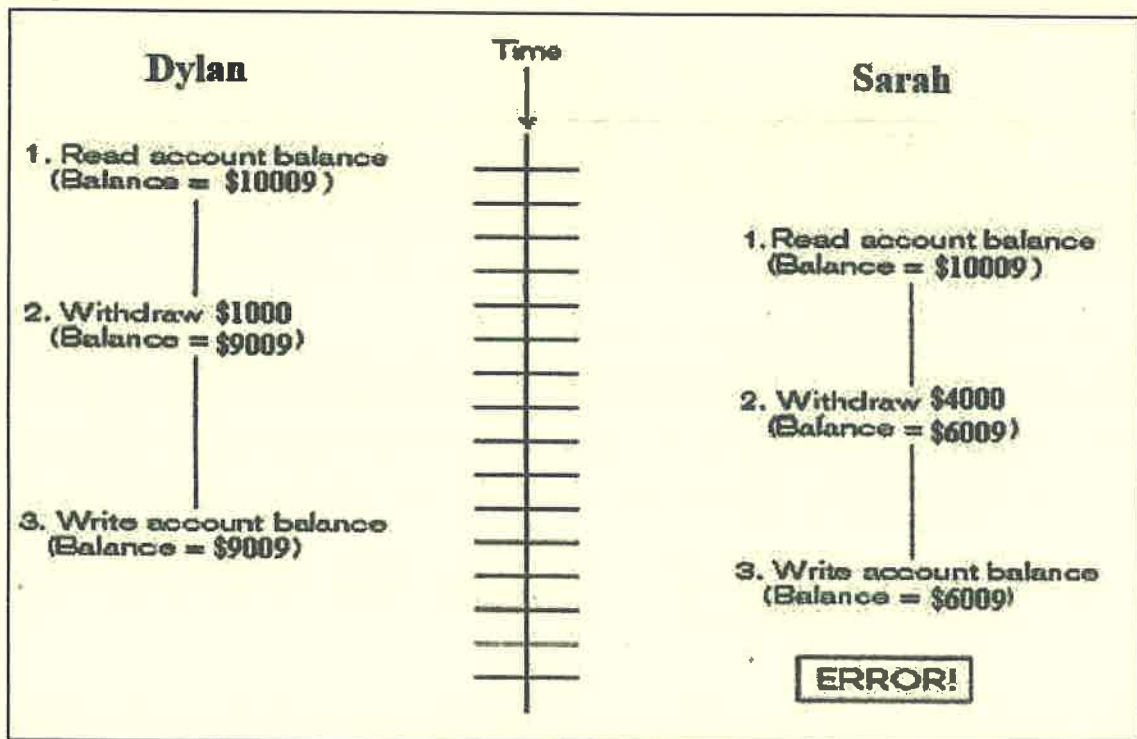 Time
Dylan
1. Read account balance
(Balance = $10009)
2. Withdraw $1000
(Balance = $9009)
3. Write account balance
(Balance = $9009)
Sarah
1. Read account balance
(Balance = $10009)
2. Withdraw $4000
(Balance = $6009)
3. Write account balance
(Balance = $6009)
ERROR!